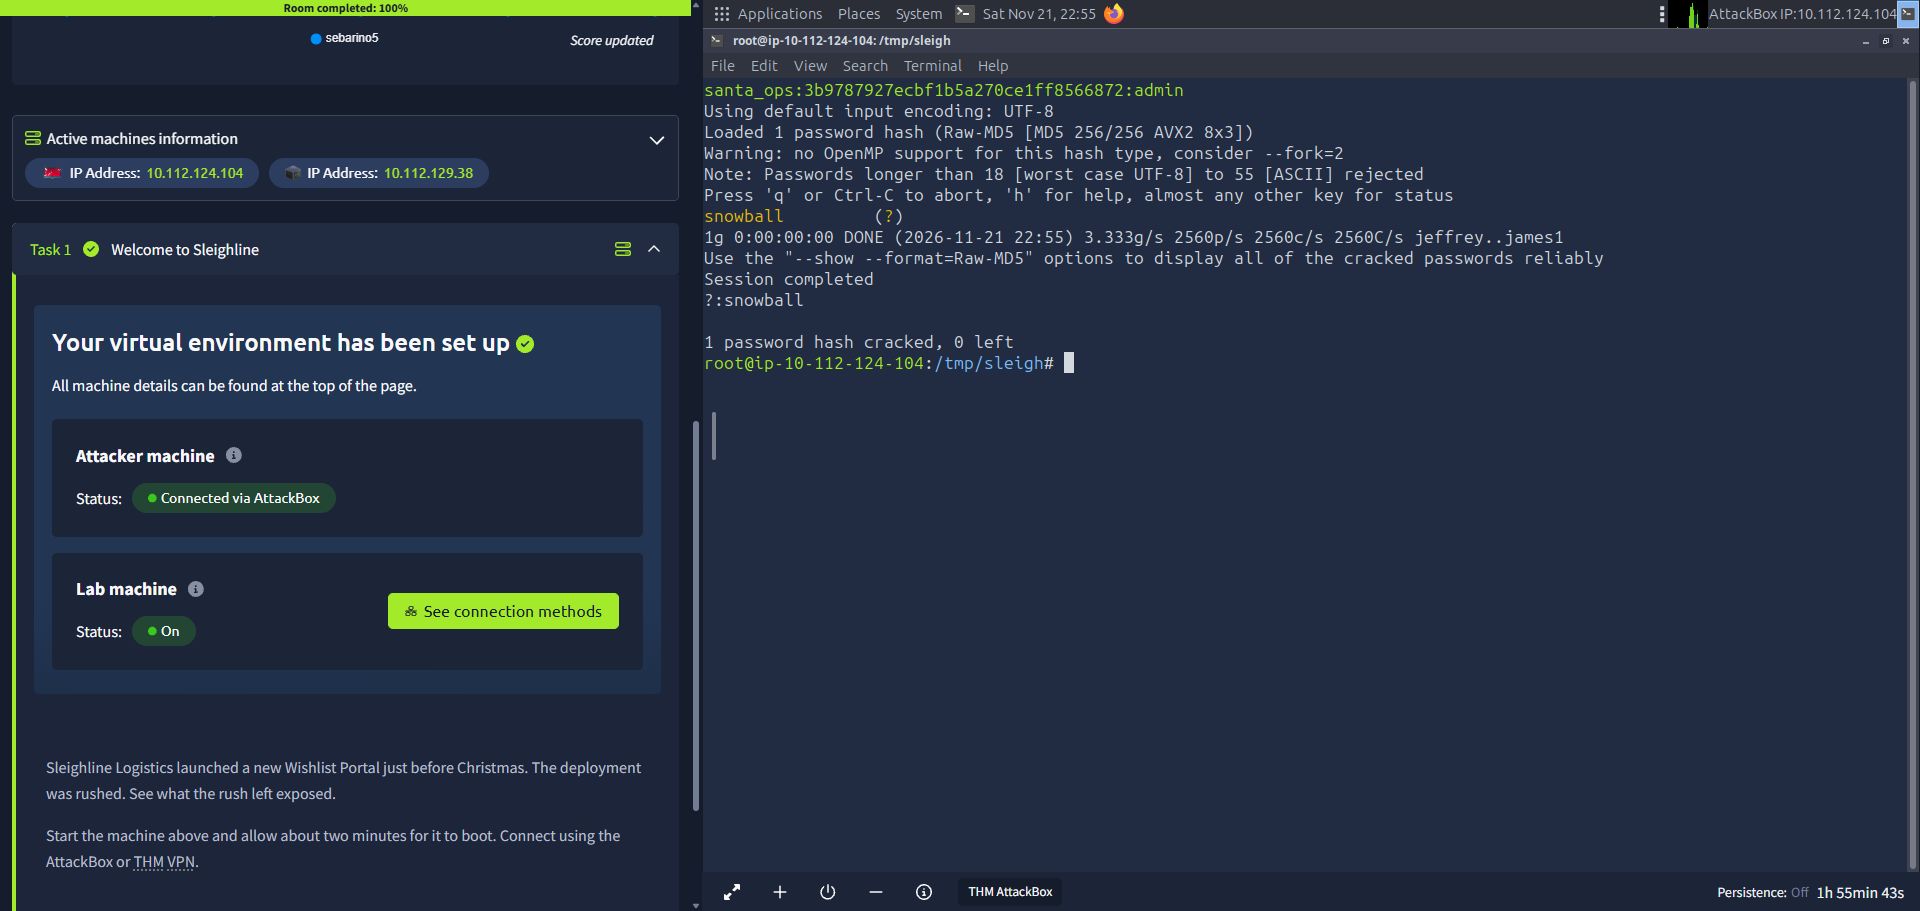 Room completed: 100%
sebarino5
Score updated
Active machines information
IP Address: 10.112.124.104
IP Address: 10.112.129.38
Task 1
Welcome to Sleighline
Your virtual environment has been set up
All machine details can be found at the top of the page.
Attacker machine
Status:
Connected via AttackBox
Lab machine
Status:
On
See connection methods
Sleighline Logistics launched a new Wishlist Portal just before Christmas. The deployment
was rushed. See what the rush left exposed.
Start the machine above and allow about two minutes for it to boot. Connect using the
AttackBox or THM VPN.
Applications Places System Sat Nov 21, 22:55
AttackBox IP:10.112.124.104
root@ip-10-112-124-104: /tmp/sleigh
File Edit View Search Terminal Help
santa_ops:3b9787927ecbf1b5a270ce1ff8566872:admin
Using default input encoding: UTF-8
Loaded 1 password hash (Raw-MD5 [MD5 256/256 AVX2 8x3])
Warning: no OpenMP support for this hash type, consider --fork=2
Note: Passwords longer than 18 [worst case UTF-8] to 55 [ASCII] rejected
Press 'q' or Ctrl-C to abort, 'h' for help, almost any other key for status
snowball         (?)
1g 0:00:00:00 DONE (2026-11-21 22:55) 3.333g/s 2560p/s 2560c/s 2560C/s jeffrey..james1
Use the "--show --format=Raw-MD5" options to display all of the cracked passwords reliably
Session completed
?:snowball
1 password hash cracked, 0 left
root@ip-10-112-124-104:/tmp/sleigh#
THM AttackBox
Persistence: Off 1h 55min 43s